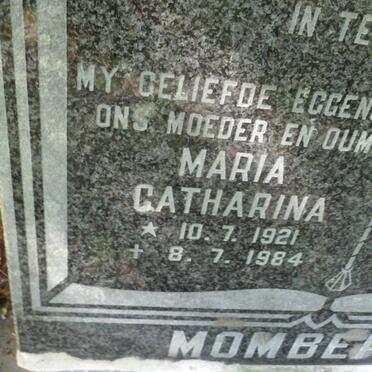 IN TE
MY GELIEFDE EGGEN
ONS MOEDER EN OUM
MARIA
CATHARINA
* 10. 7. 1921
+ 8. 7. 1984
MOMBE